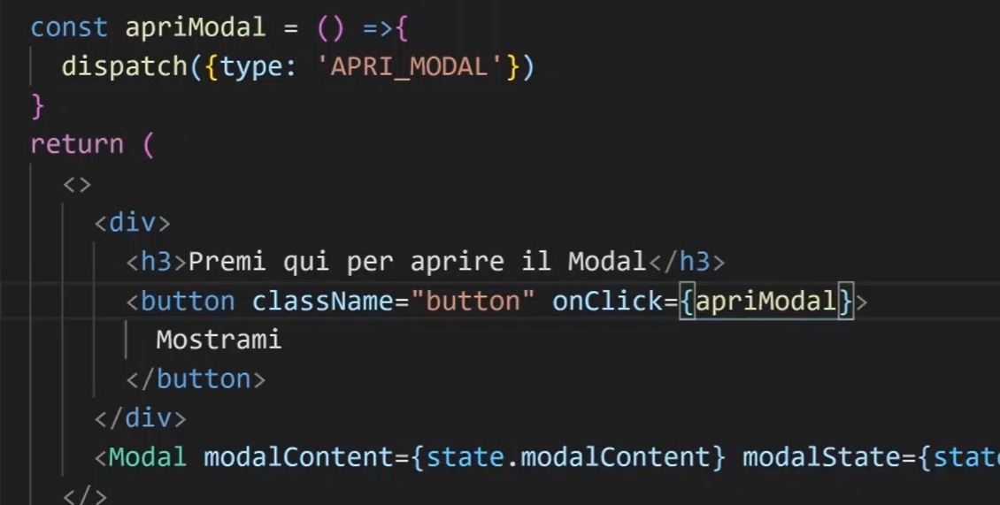 const apriModal = () =>{
dispatch({type: 'APRI_MODAL'})
}
return (
<>
<div>
<h3>Premi qui per aprire il Modal</h3>
<button className="button" onClick={apriModal}>
Mostrami
</button>
</div>
<Modal modalContent={state.modalContent} modalState={stat
</>